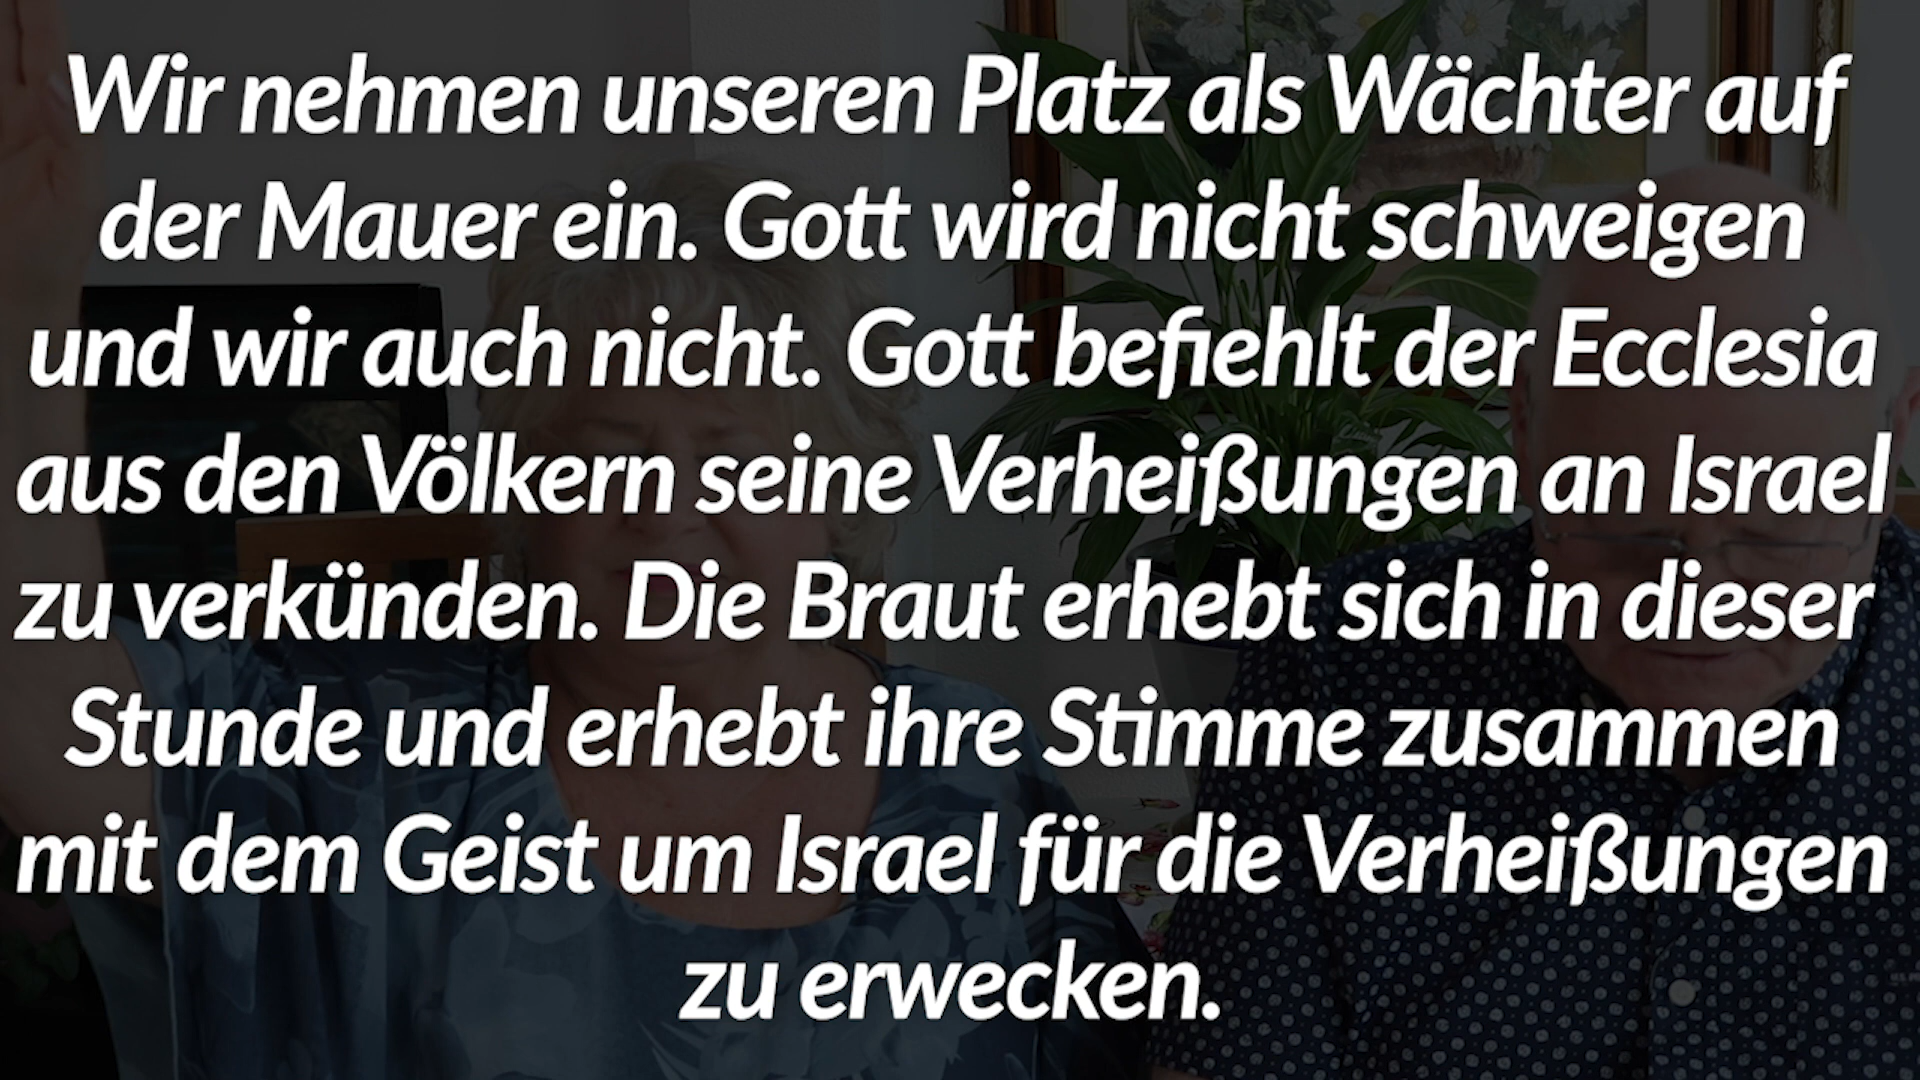 Wir nehmen unseren Platz als Wächter auf
der Mauer ein. Gott wird nicht schweigen
und wir auch nicht. Gott befiehlt der Ecclesia
aus den Völkern seine Verheißungen an Israel
zu verkünden. Die Braut erhebt sich in dieser
Stunde und erhebt ihre Stimme zusammen
mit dem Geist um Israel für die Verheißungen
zu erwecken.